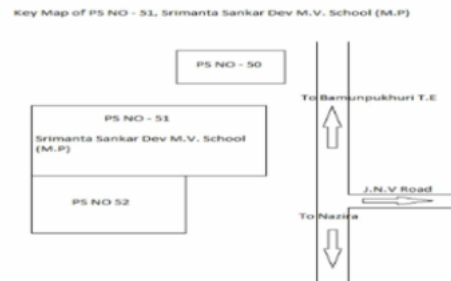 Key Map of PS NO - 51, Srimanta Sankar Dev M.V. School (M.P)
PS NO - 50
To Bamunpukhuri T.E
PS NO - 51
Srimanta Sankar Dev M.V. School
(M.P)
J.N.V Road
PS NO 52
To Nazira